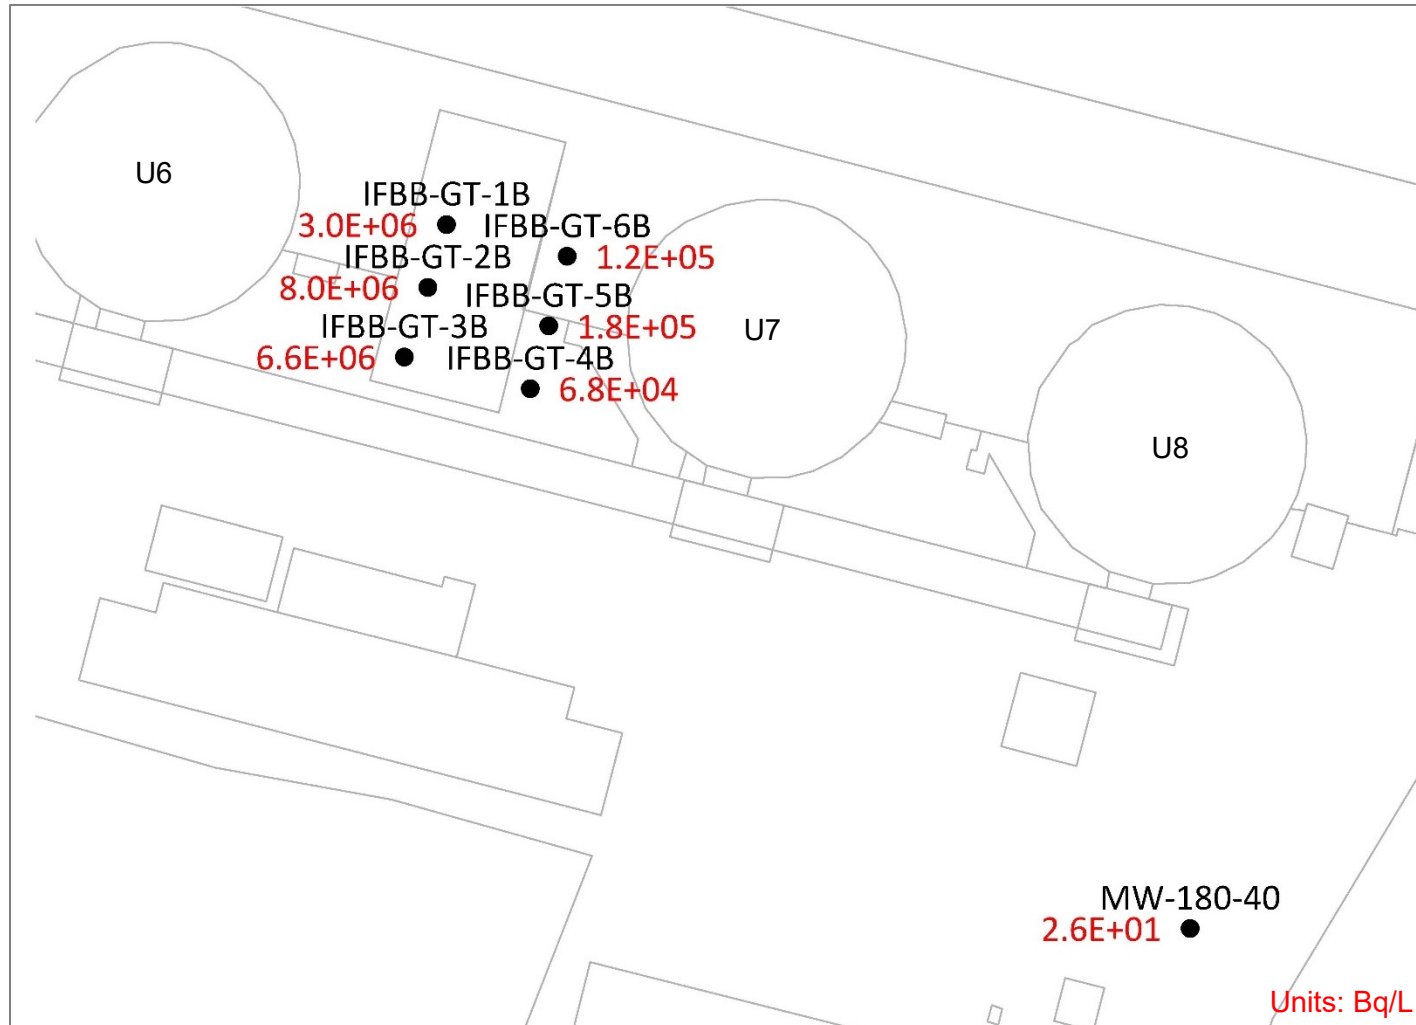 U6
IFBB-GT-1B
3.0E+06
IFBB-GT-6B
1.2E+05
IFBB-GT-2B
8.0E+06
IFBB-GT-5B
1.8E+05
IFBB-GT-3B
6.6E+06
IFBB-GT-4B
6.8E+04
U7
U8
MW-180-40
2.6E+01
Units: Bq/L